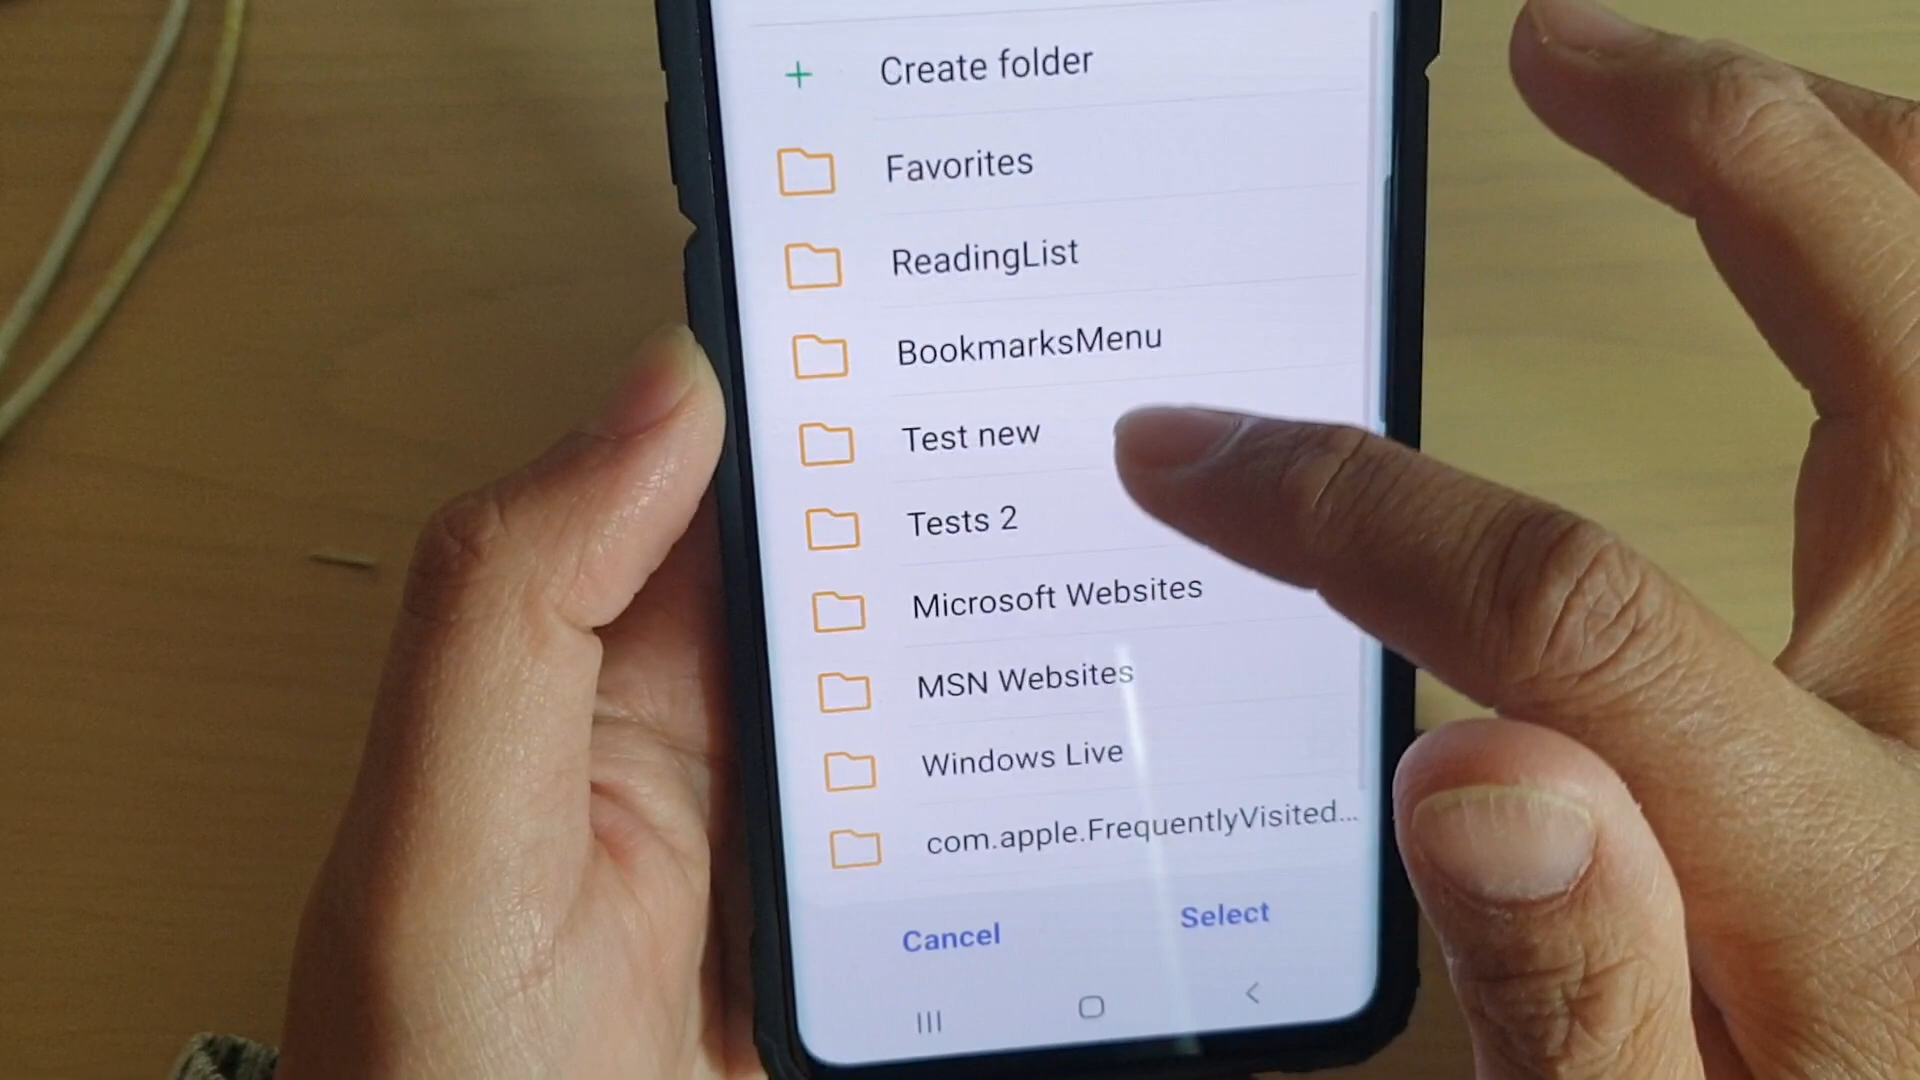 Create folder
Favorites
ReadingList
BookmarksMenu
Test new
Tests 2
Microsoft Websites
MSN Websites
Windows Live
com.apple.FrequentlyVisited...
Cancel
Select